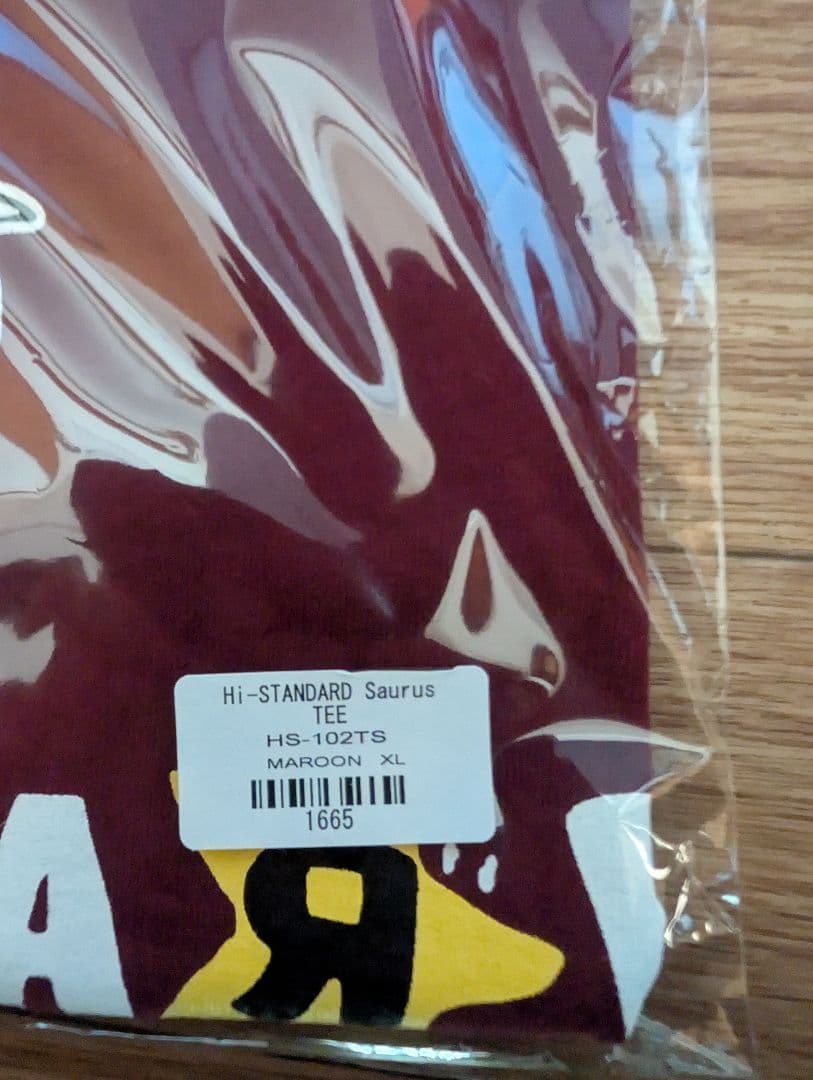 Hi-STANDARD Saurus
TEE
HS-102TS
MAROON XL
1665
A R